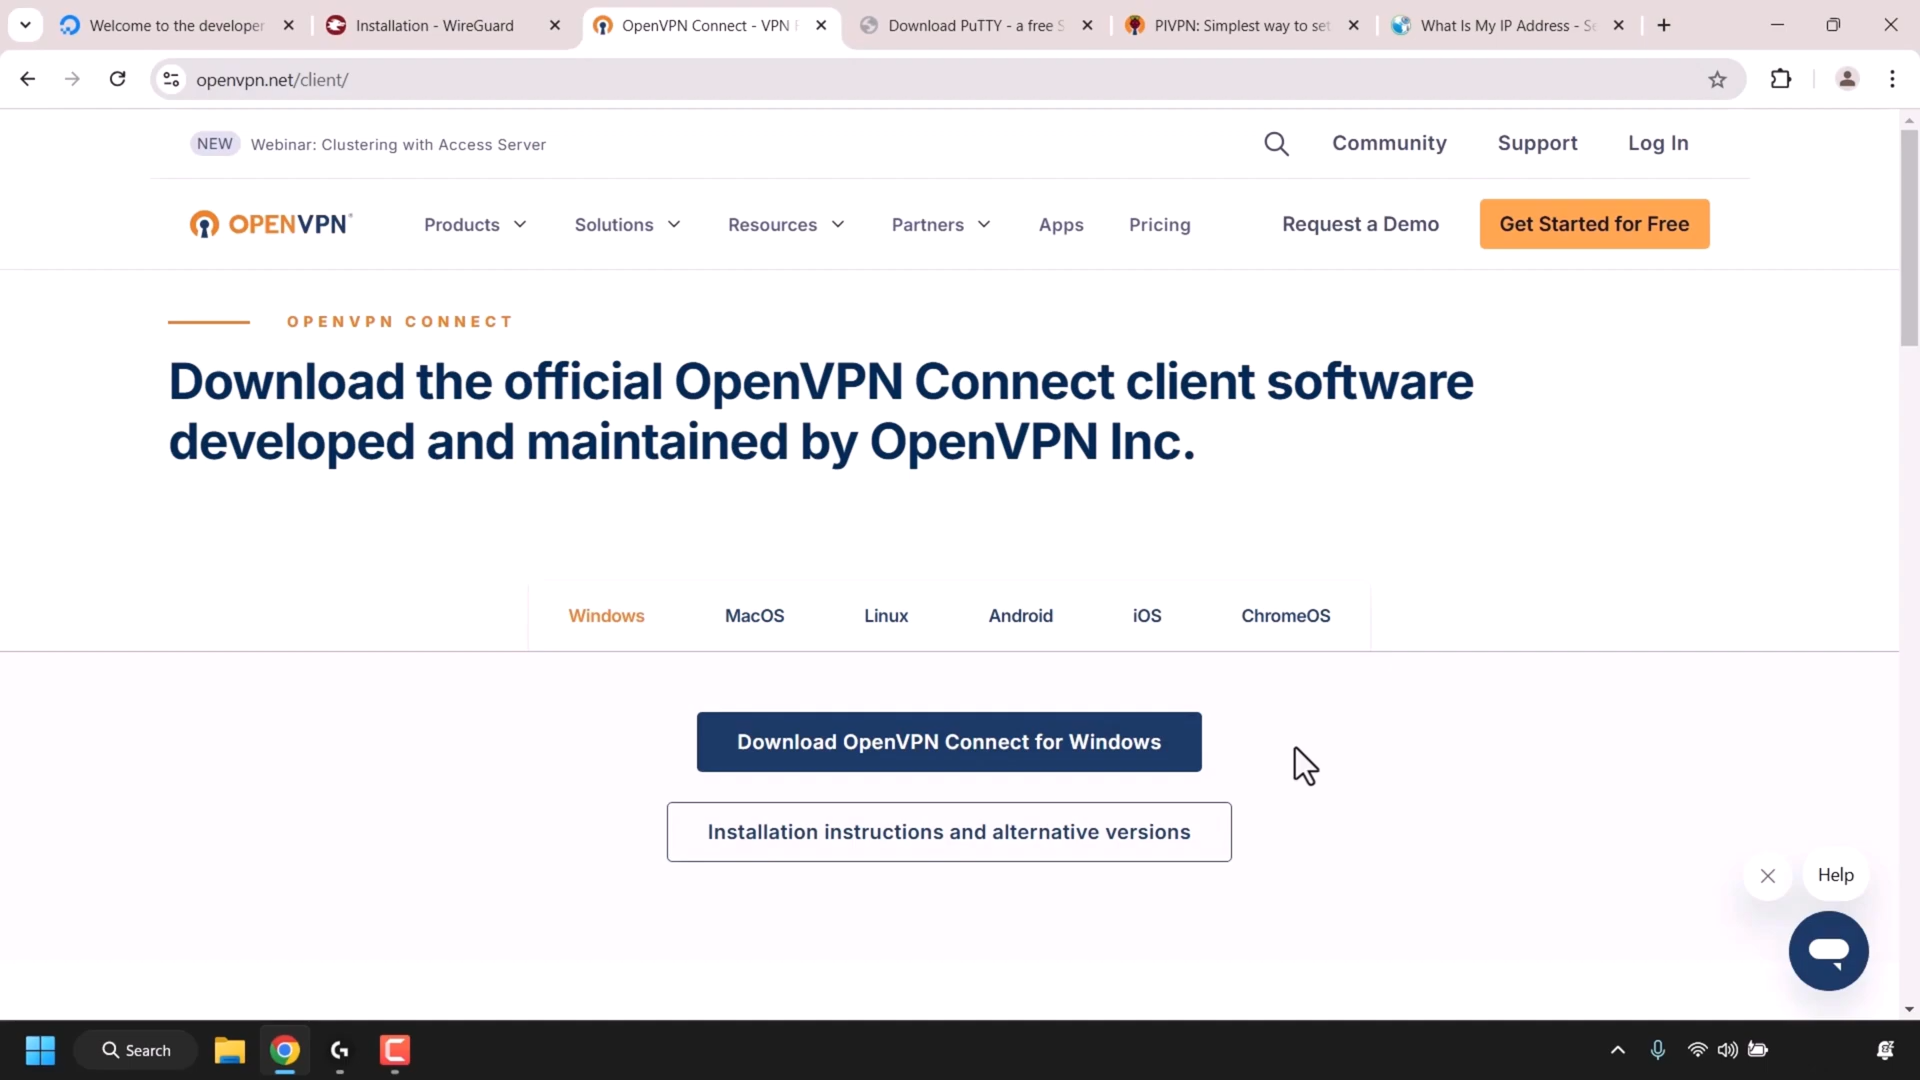 Welcome to the developer
Installation - WireGuard
OpenVPN Connect - VPN
Download PuTTY - a free S
PIVPN: Simplest way to set
What Is My IP Address - Se
openvpn.net/client/
NEW Webinar: Clustering with Access Server
Community Support Log In
OPENVPN
Products Solutions Resources Partners Apps Pricing Request a Demo Get Started for Free
OPENVPN CONNECT
Download the official OpenVPN Connect client software
developed and maintained by OpenVPN Inc.
Windows MacOS Linux Android iOS ChromeOS
Download OpenVPN Connect for Windows
Installation instructions and alternative versions
Help
Search